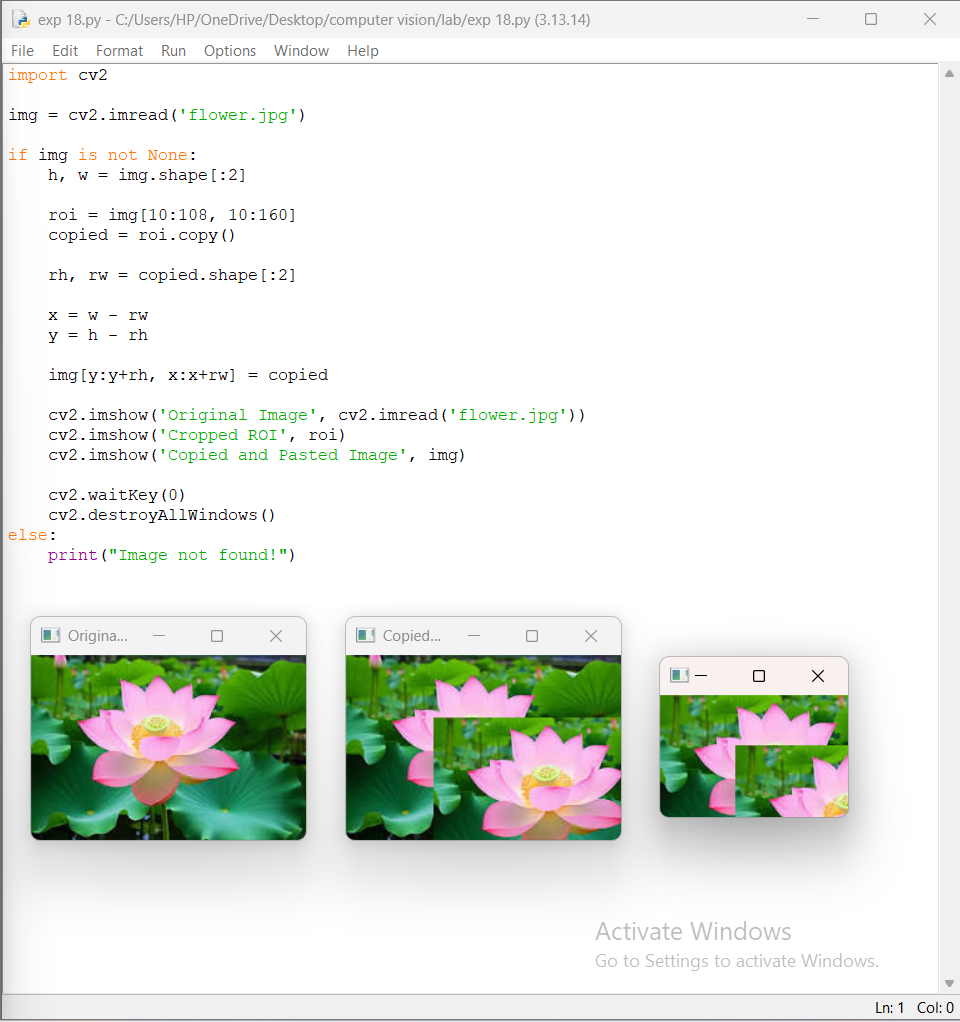 exp 18.py - C:/Users/HP/OneDrive/Desktop/computer vision/lab/exp 18.py (3.13.14)
File Edit Format Run Options Window Help
import cv2
img = cv2.imread('flower.jpg')
if img is not None:
    h, w = img.shape[:2]
    roi = img[10:108, 10:160]
    copied = roi.copy()
    rh, rw = copied.shape[:2]
    x = w - rw
    y = h - rh
    img[y:y+rh, x:x+rw] = copied
    cv2.imshow('Original Image', cv2.imread('flower.jpg'))
    cv2.imshow('Cropped ROI', roi)
    cv2.imshow('Copied and Pasted Image', img)
    cv2.waitKey(0)
    cv2.destroyAllWindows()
else:
    print("Image not found!")
Origina...
Copied...
Activate Windows
Go to Settings to activate Windows.
Ln: 1 Col: 0